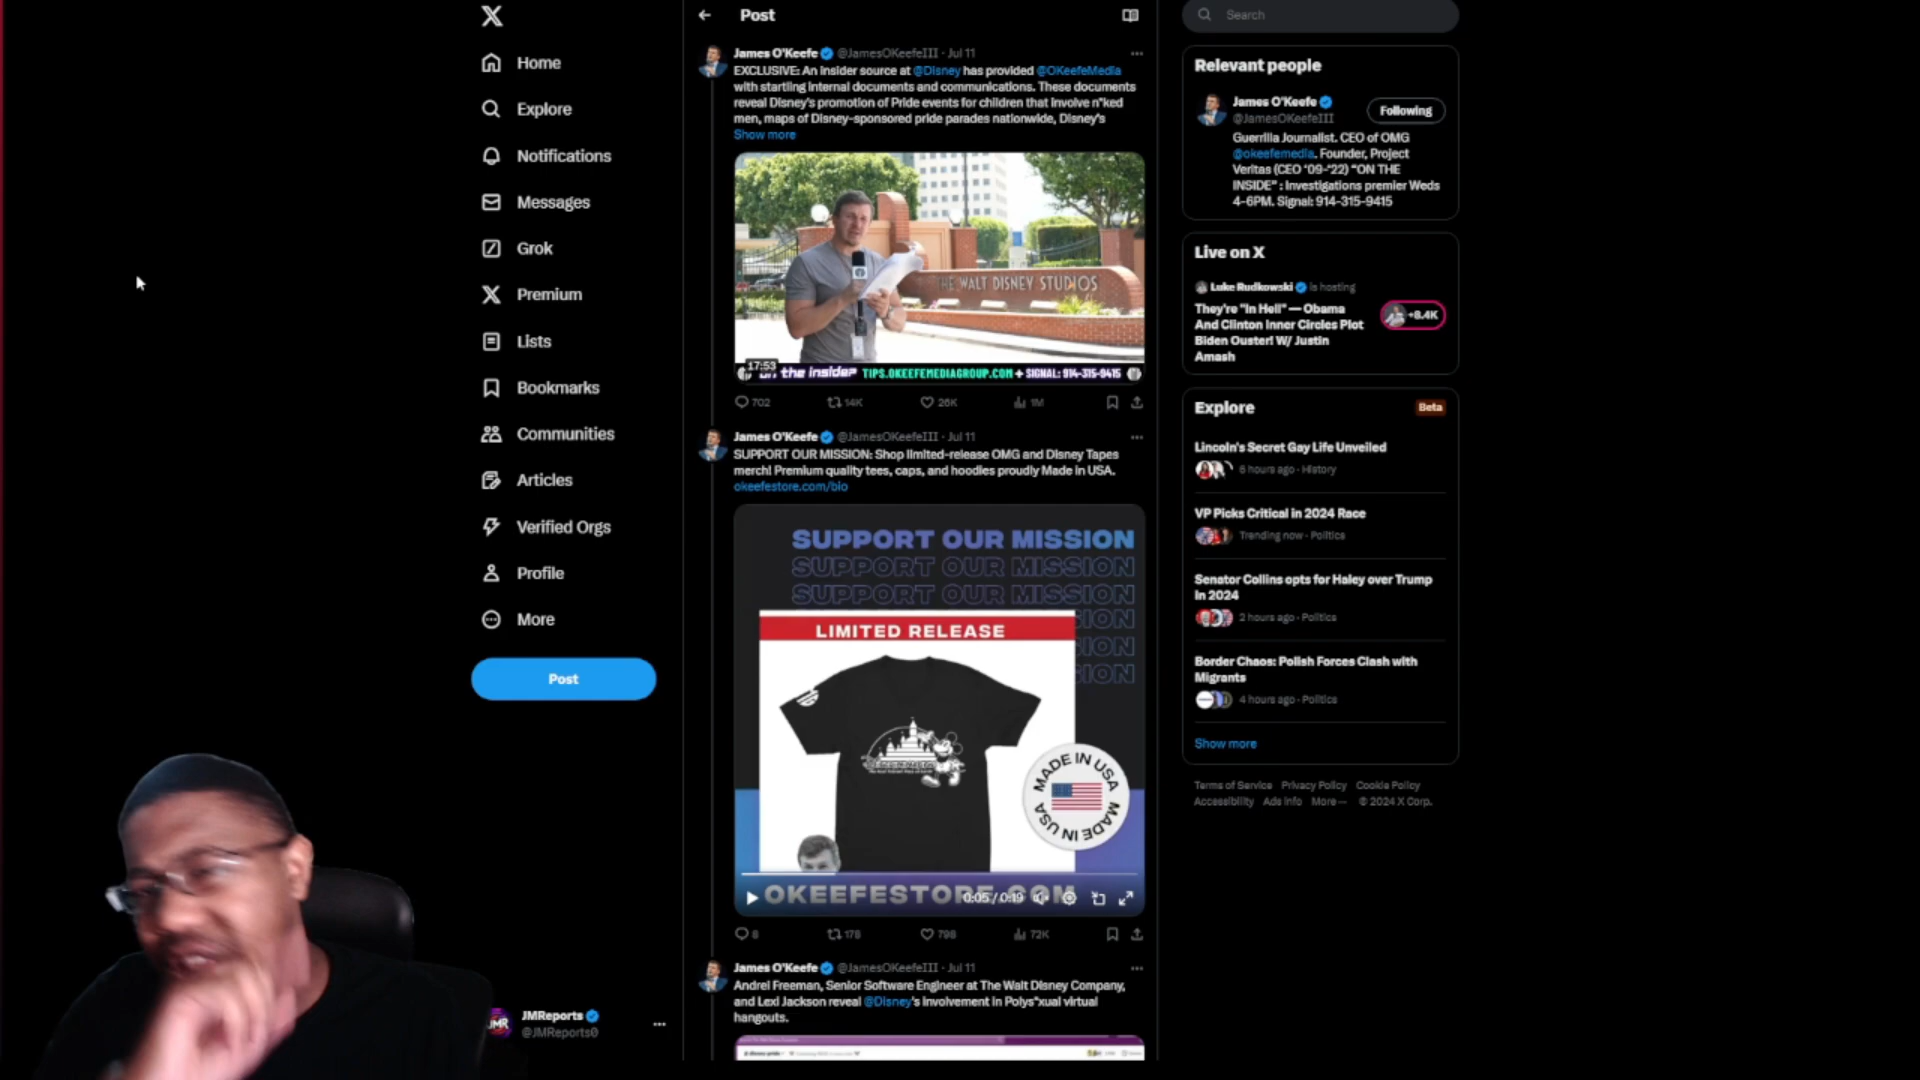 Home
Explore
Notifications
Messages
Grok
Premium
Lists
Bookmarks
Communities
Articles
Verified Orgs
Profile
More
Post
JMReports
@JMReports0
Post
James O'Keefe @JamesOKeefeIII · Jul 11
EXCLUSIVE: An insider source at @Disney has provided @OKeefeMedia
with startling internal documents and communications. These documents
reveal Disney's promotion of Pride events for children that involve n*ked
men, maps of Disney-sponsored pride parades nationwide, Disney's
Show more
THE WALT DISNEY STUDIOS
17:53
the inside? TIPS.OKEEFEMEDIAGROUP.COM + SIGNAL: 914-315-9415
702 14K 26K 1M
James O'Keefe @JamesOKeefeIII · Jul 11
SUPPORT OUR MISSION: Shop limited-release OMG and Disney Tapes
merch! Premium quality tees, caps, and hoodies proudly Made in USA.
okeefestore.com/bio
SUPPORT OUR MISSION
SUPPORT OUR MISSION
SUPPORT OUR MISSION
SION
SION
SION
LIMITED RELEASE
MADE IN USA
MADE IN USA
OKEEFESTORE.COM
0:05 / 0:19
8 178 798 72K
James O'Keefe @JamesOKeefeIII · Jul 11
Andrei Freeman, Senior Software Engineer at The Walt Disney Company,
and Lexi Jackson reveal @Disney's Involvement in Polys*xual virtual
hangouts.
Search
Relevant people
James O'Keefe
@JamesOKeefeIII
Following
Guerrilla Journalist. CEO of OMG
@okeefemedia. Founder, Project
Veritas (CEO '09-'22) "ON THE
INSIDE" : Investigations premier Weds
4-6PM. Signal: 914-315-9415
Live on X
Luke Rudkowski is hosting
They're "In Hell" — Obama
And Clinton Inner Circles Plot
Biden Ouster! W/ Justin
Amash
+8.4K
Explore
Beta
Lincoln's Secret Gay Life Unveiled
6 hours ago · History
VP Picks Critical in 2024 Race
Trending now · Politics
Senator Collins opts for Haley over Trump
in 2024
2 hours ago · Politics
Border Chaos: Polish Forces Clash with
Migrants
4 hours ago · Politics
Show more
Terms of Service Privacy Policy Cookie Policy
Accessibility Ads info More ··· © 2024 X Corp.